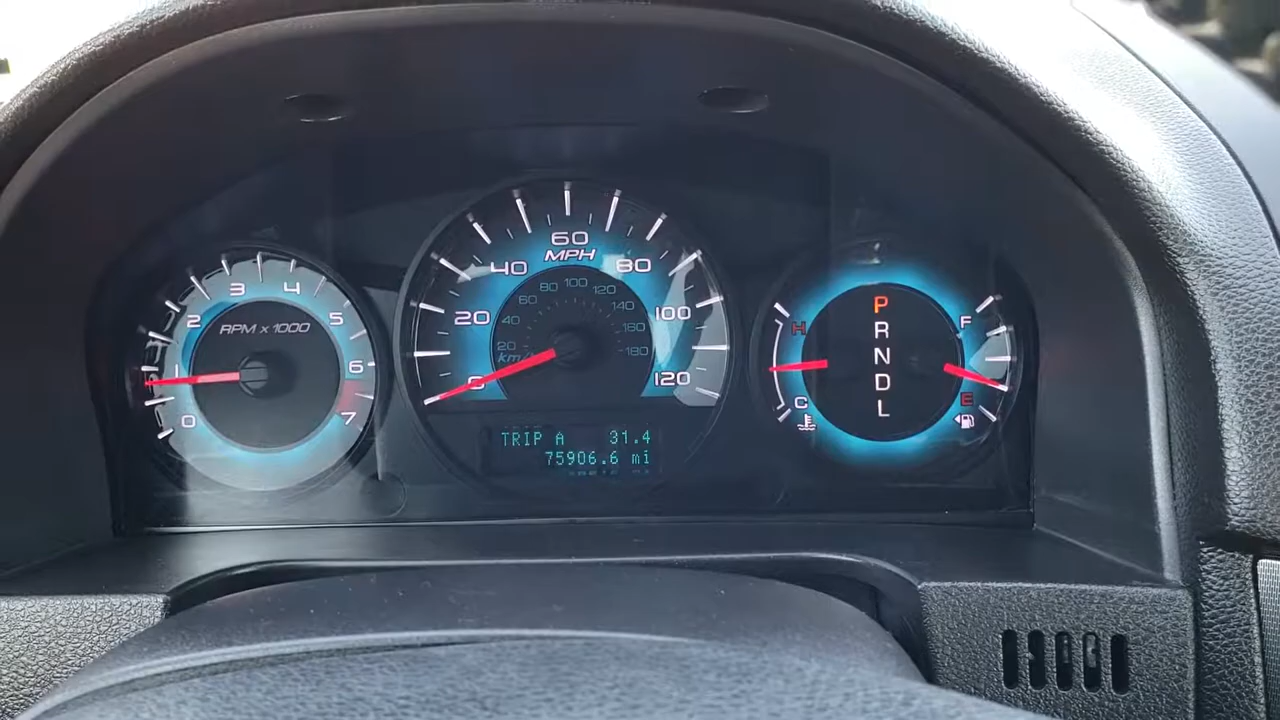 0 1 2 3 4 5 6 7
RPM x 1000
0 20 40 60 80 100 120
MPH
20 40 60 80 100 120 140 160 180
km/
TRIP A 31.4
75906.6 mi
H
C
P
R
N
D
L
F
E